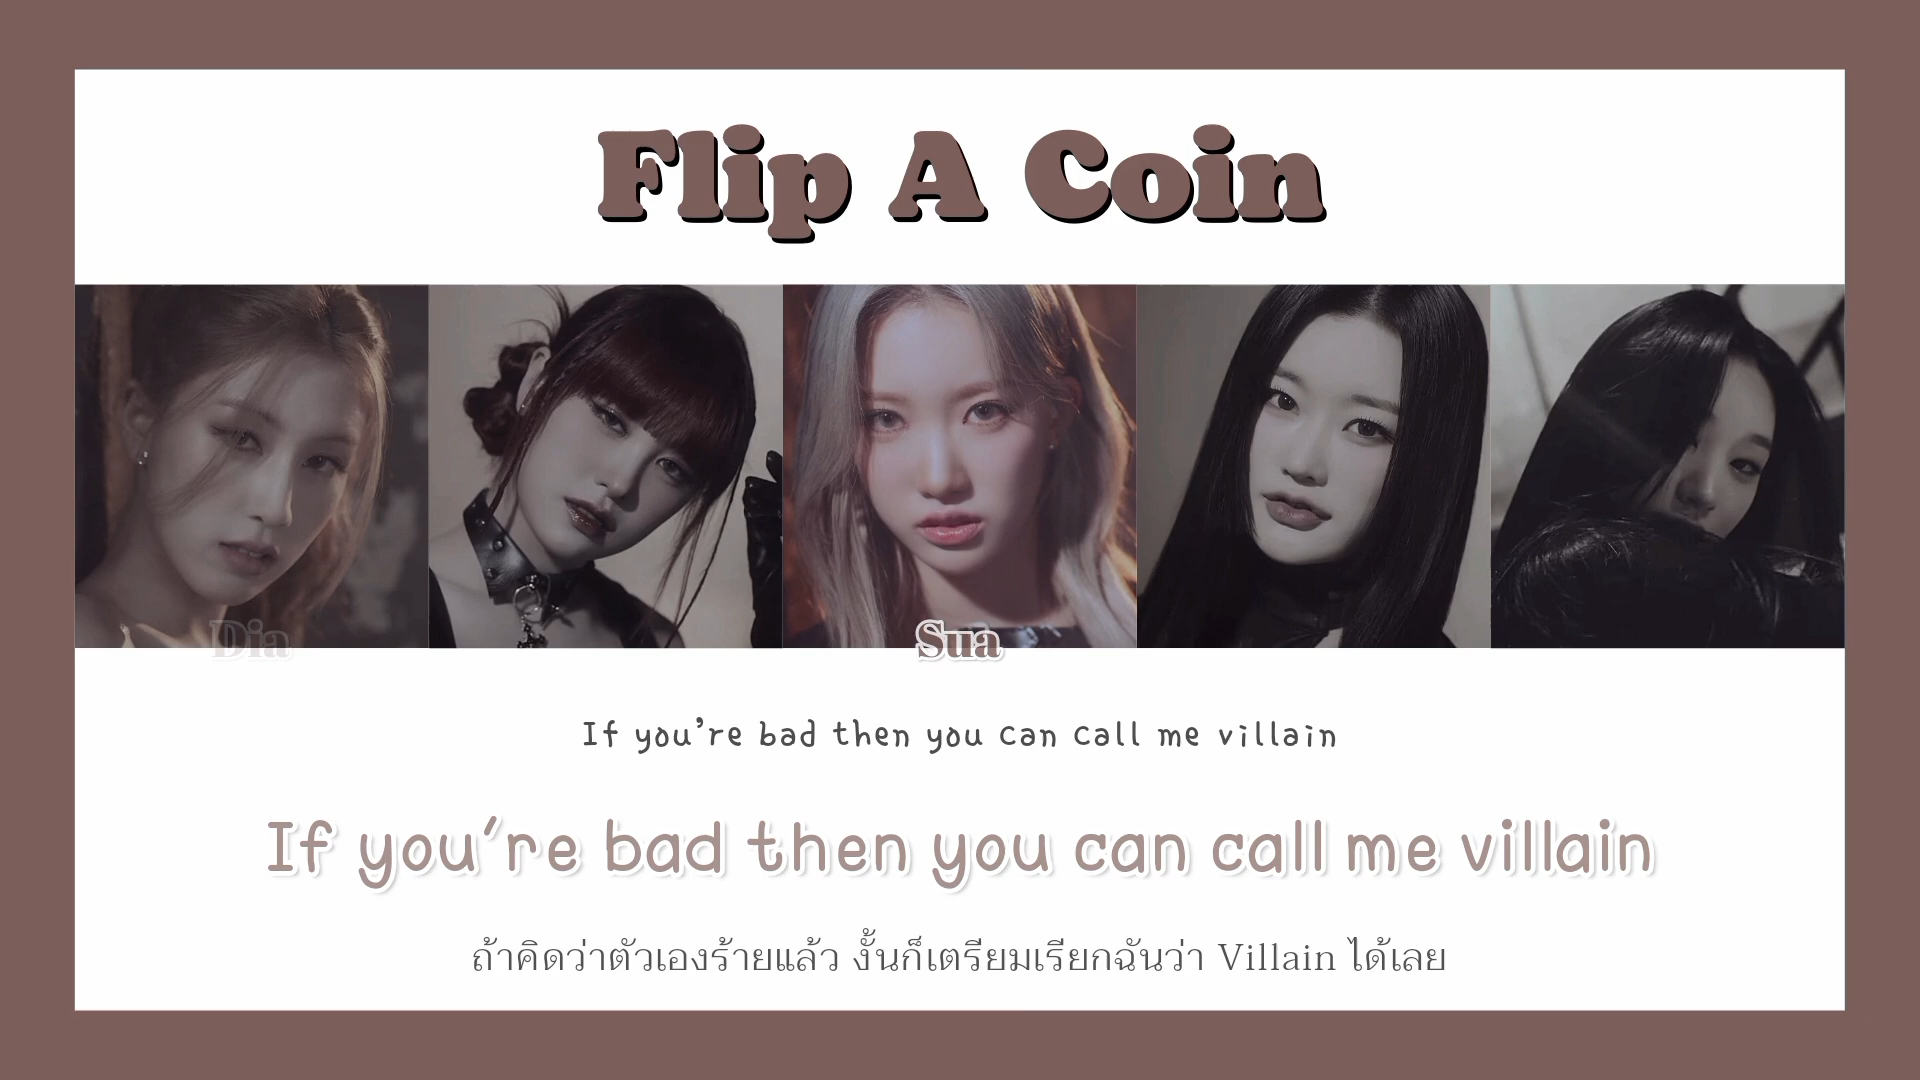 Flip A Coin
Dia
Sua
If you're bad then you can call me villain
If you're bad then you can call me villain
ถ้าคิดว่าตัวเองร้ายแล้ว งั้นก็เตรียมเรียกฉันว่า Villain ได้เลย